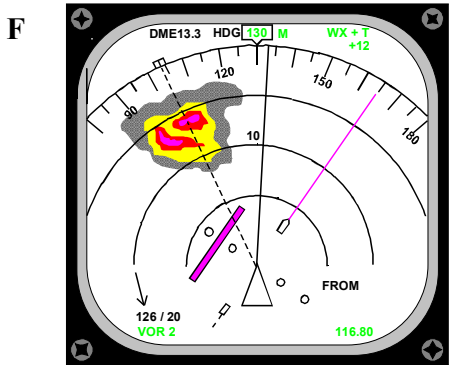 F
DME13.3 HDG 130 M WX + T
+12
90 120 150 180
10
FROM
126 / 20
VOR 2 116.80